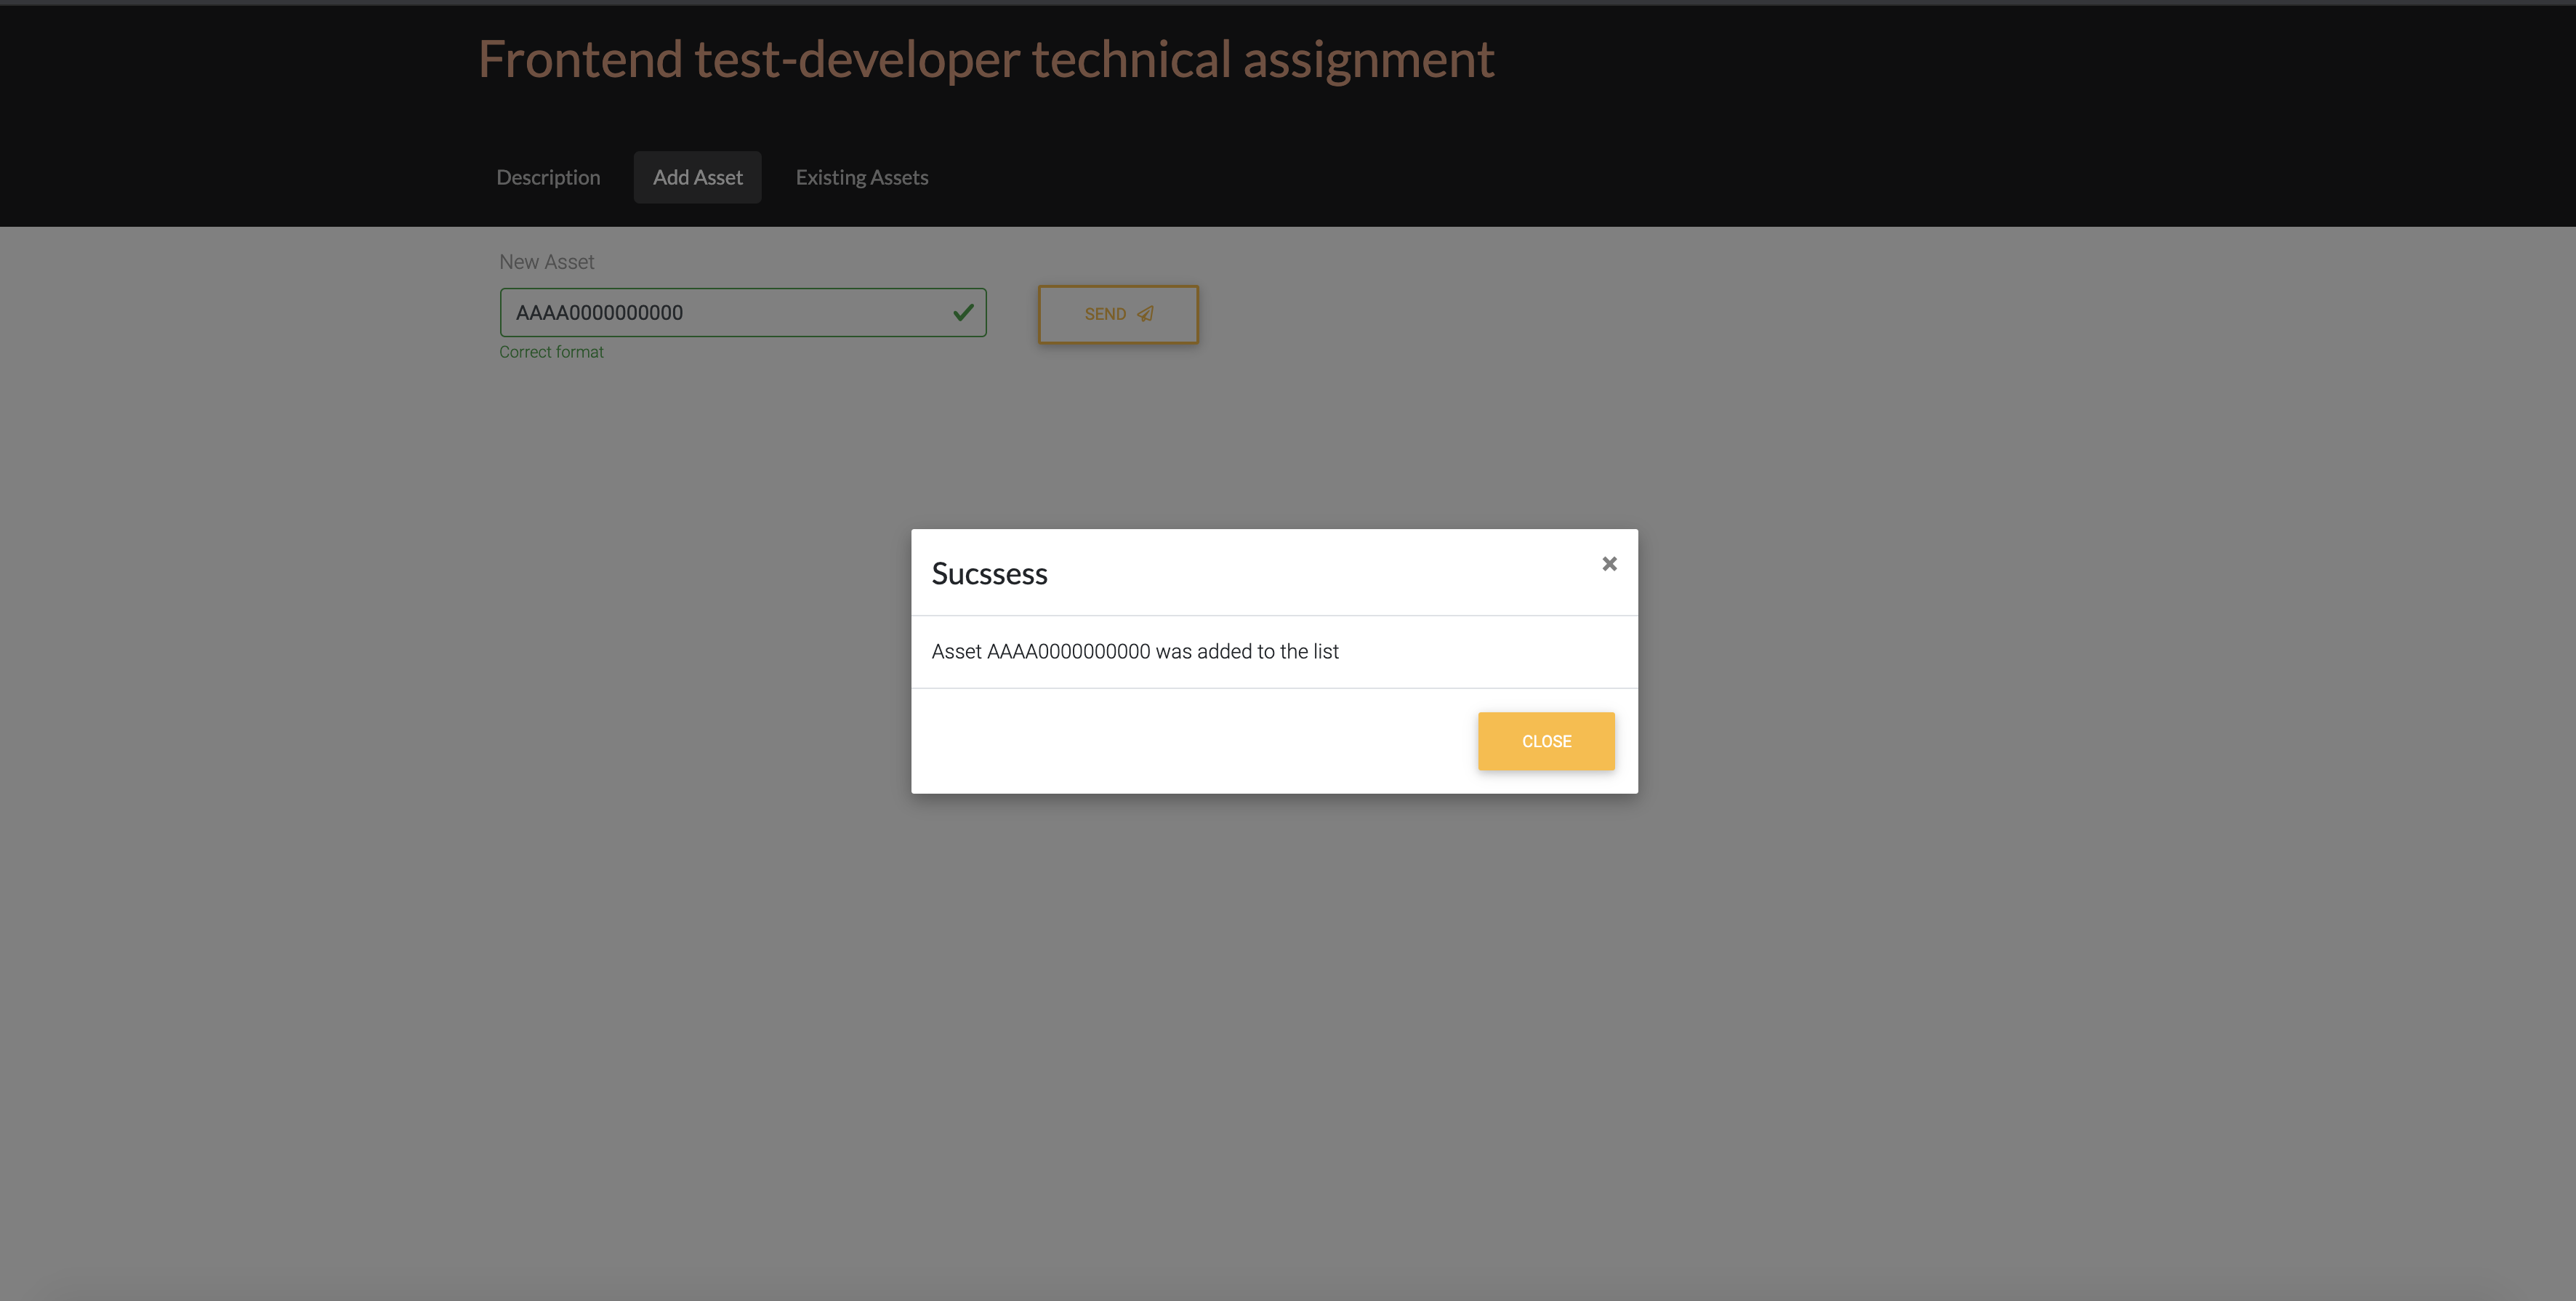 Frontend test-developer technical assignment
Description Add Asset Existing Assets
New Asset
AAAA0000000000
SEND
Correct format
Sucssess
Asset AAAA0000000000 was added to the list
CLOSE